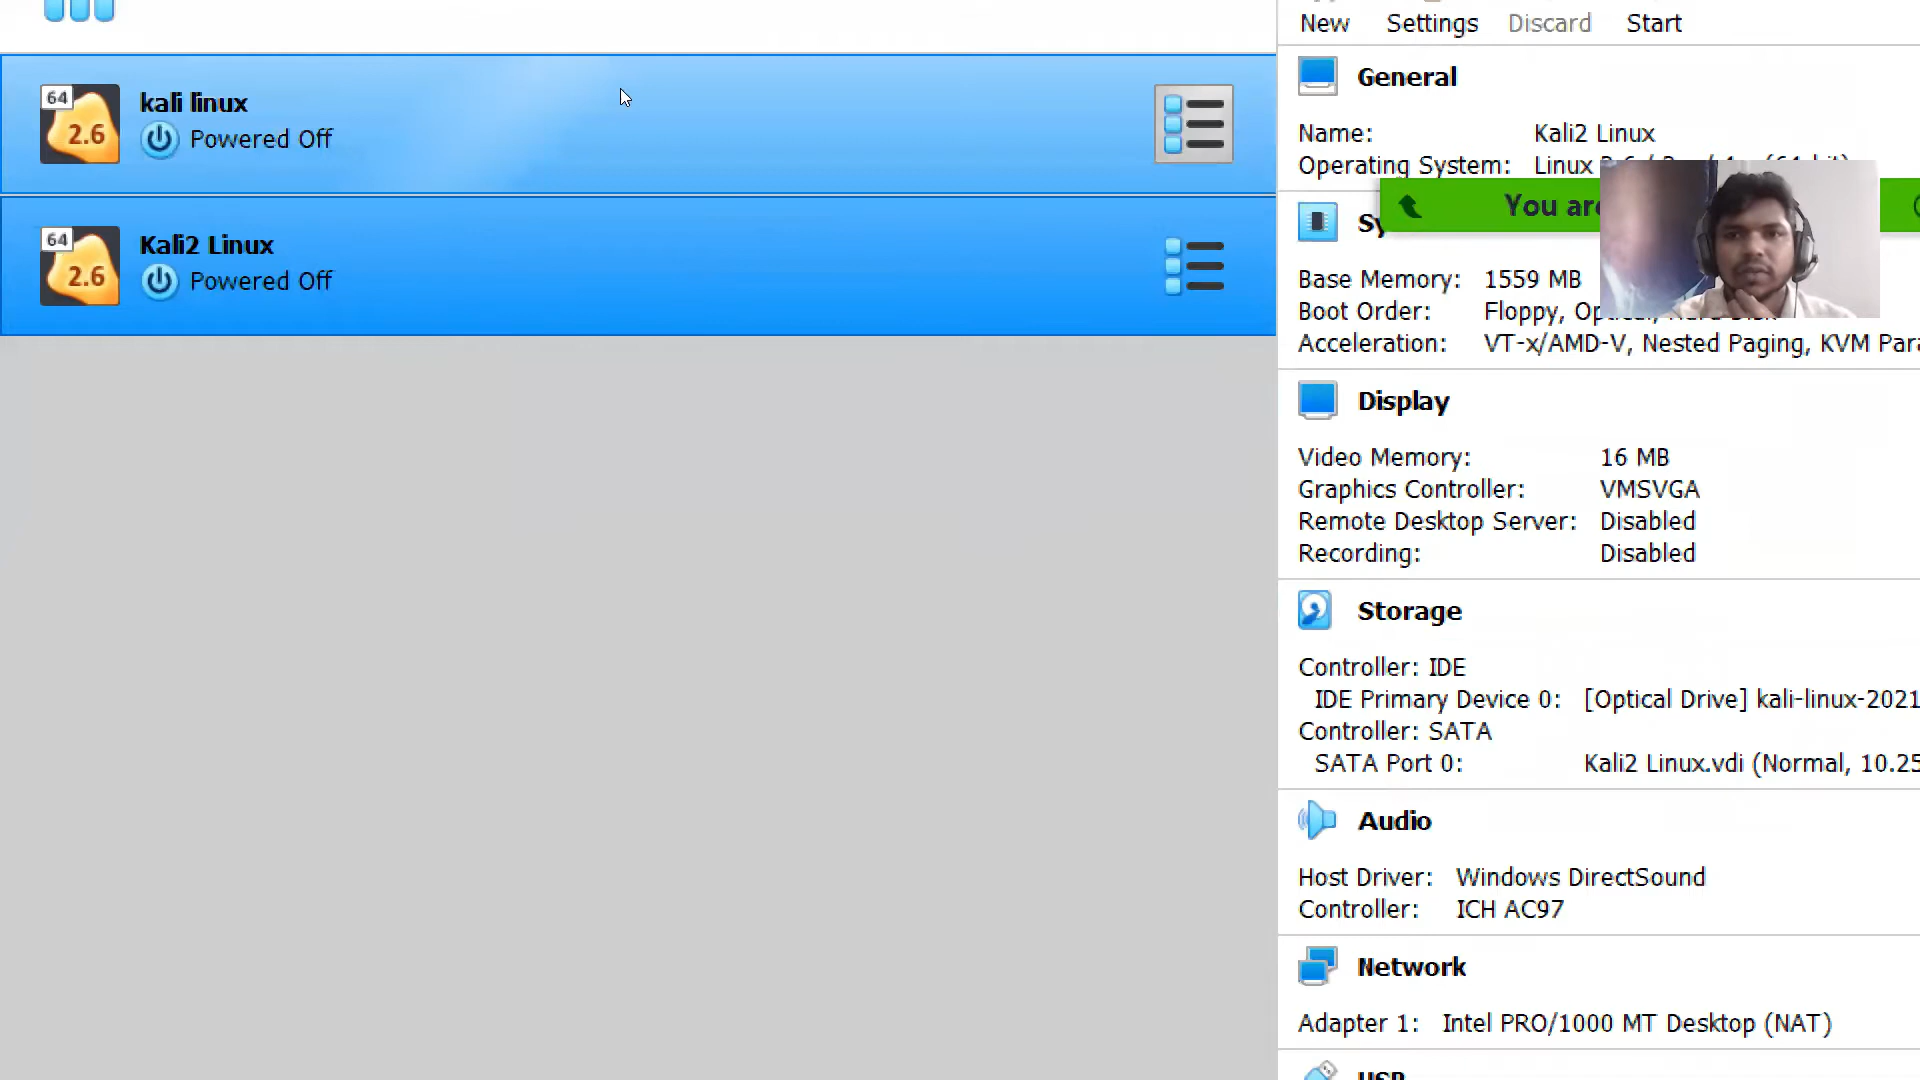 64
2.6
kali linux
Powered Off
64
2.6
Kali2 Linux
Powered Off
New Settings Discard Start
General
Name: Kali2 Linux
Operating System: Linux
You are
Base Memory: 1559 MB
Boot Order: Floppy,
Acceleration: VT-x/AMD-V, Nested Paging, KVM Para
Display
Video Memory: 16 MB
Graphics Controller: VMSVGA
Remote Desktop Server: Disabled
Recording: Disabled
Storage
Controller: IDE
IDE Primary Device 0: [Optical Drive] kali-linux-2021
Controller: SATA
SATA Port 0: Kali2 Linux.vdi (Normal, 10.25
Audio
Host Driver: Windows DirectSound
Controller: ICH AC97
Network
Adapter 1: Intel PRO/1000 MT Desktop (NAT)